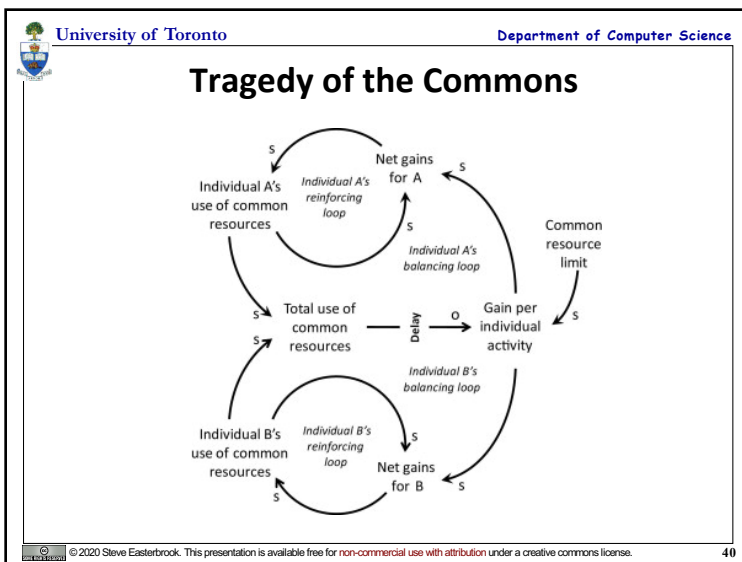 University of Toronto
Department of Computer Science
Tragedy of the Commons
s
Net gains
for A
s
Individual A's
use of common
resources
Individual A's
reinforcing
loop
s
Individual A's
balancing loop
Common
resource
limit
s
Total use of
common
resources
Delay
o
Gain per
individual
activity
s
s
Individual B's
balancing loop
Individual B's
use of common
resources
Individual B's
reinforcing
loop
s
Net gains
for B
s
s
© 2020 Steve Easterbrook. This presentation is available free for non-commercial use with attribution under a creative commons license.
40